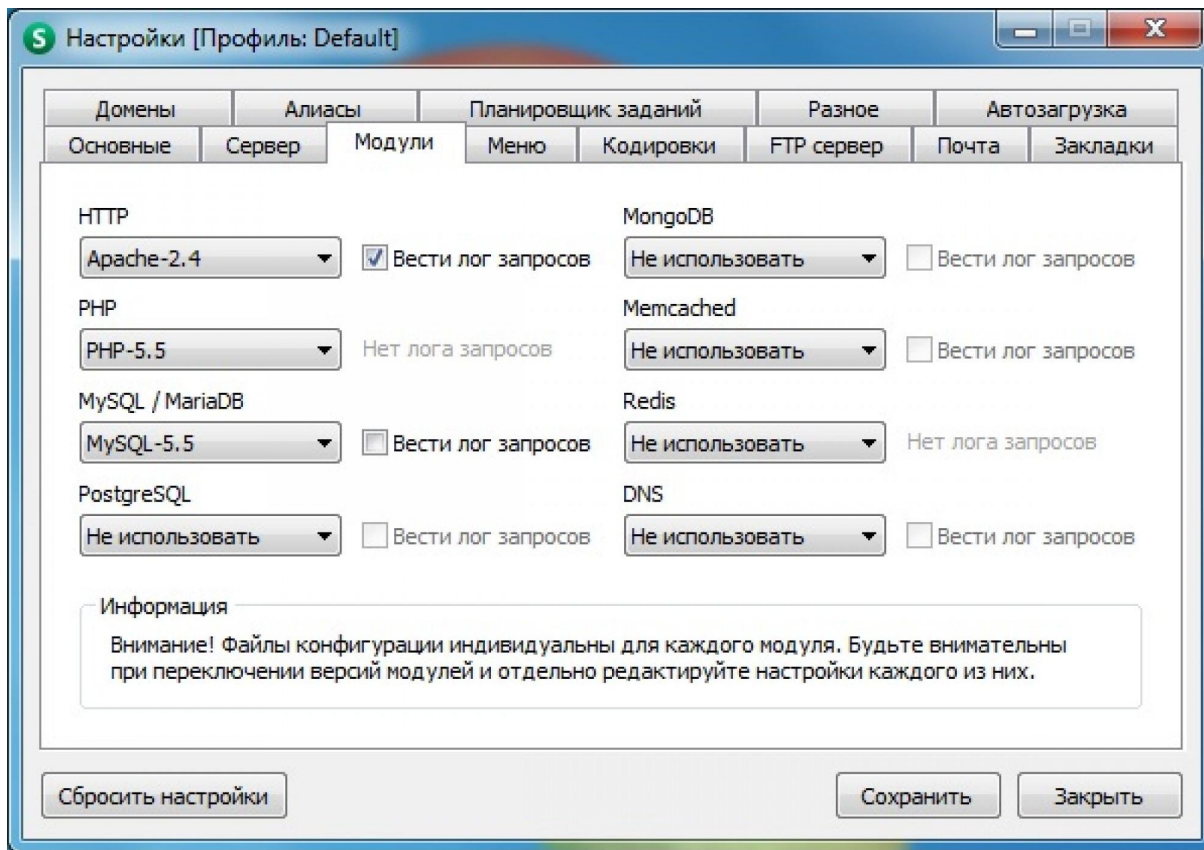 S Настройки [Профиль: Default]
Домены Алиасы Планировщик заданий Разное Автозагрузка
Основные Сервер Модули Меню Кодировки FTP сервер Почта Закладки
HTTP MongoDB
Apache-2.4 Вести лог запросов Не использовать Вести лог запросов
PHP Memcached
PHP-5.5 Нет лога запросов Не использовать Вести лог запросов
MySQL / MariaDB Redis
MySQL-5.5 Вести лог запросов Не использовать Нет лога запросов
PostgreSQL DNS
Не использовать Вести лог запросов Не использовать Вести лог запросов
Информация
Внимание! Файлы конфигурации индивидуальны для каждого модуля. Будьте внимательны
при переключении версий модулей и отдельно редактируйте настройки каждого из них.
Сбросить настройки Сохранить Закрыть